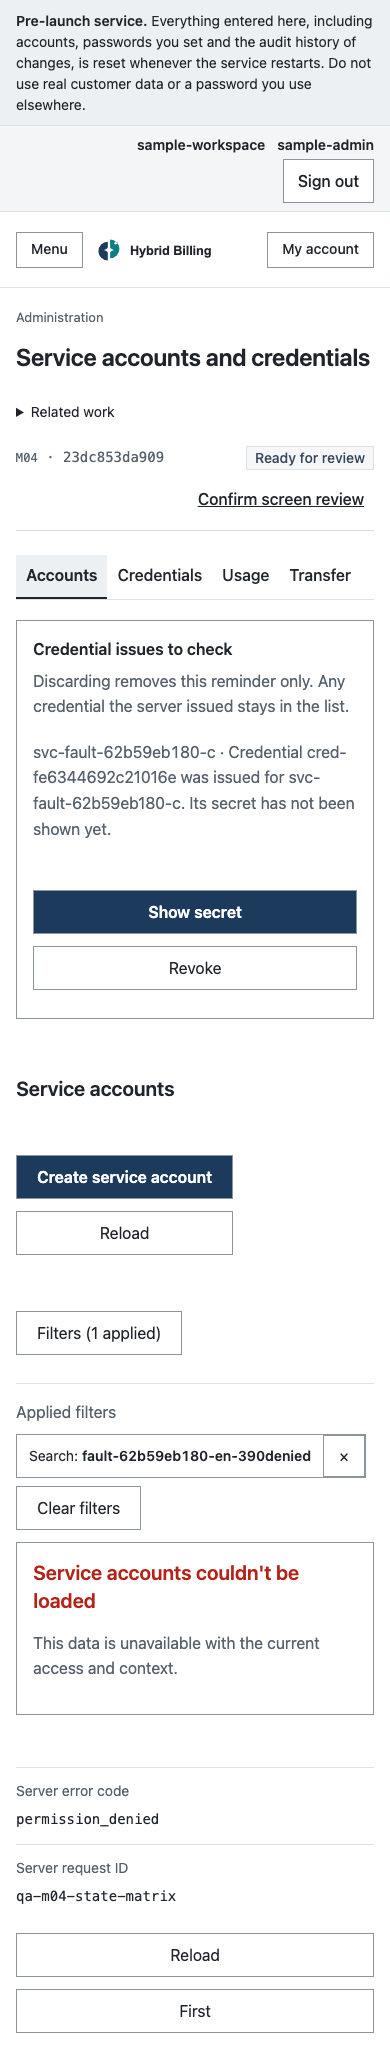 Pre-launch service. Everything entered here, including
accounts, passwords you set and the audit history of
changes, is reset whenever the service restarts. Do not
use real customer data or a password you use
elsewhere.
sample-workspace sample-admin
Sign out
Menu
Hybrid Billing
My account
Administration
Service accounts and credentials
Related work
M04 · 23dc853da909
Ready for review
Confirm screen review
Accounts Credentials Usage Transfer
Credential issues to check
Discarding removes this reminder only. Any
credential the server issued stays in the list.
svc-fault-62b59eb180-c · Credential cred-
fe6344692c21016e was issued for svc-
fault-62b59eb180-c. Its secret has not been
shown yet.
Show secret
Revoke
Service accounts
Create service account
Reload
Filters (1 applied)
Applied filters
Search: fault-62b59eb180-en-390denied ×
Clear filters
Service accounts couldn't be
loaded
This data is unavailable with the current
access and context.
Server error code
permission_denied
Server request ID
qa-m04-state-matrix
Reload
First